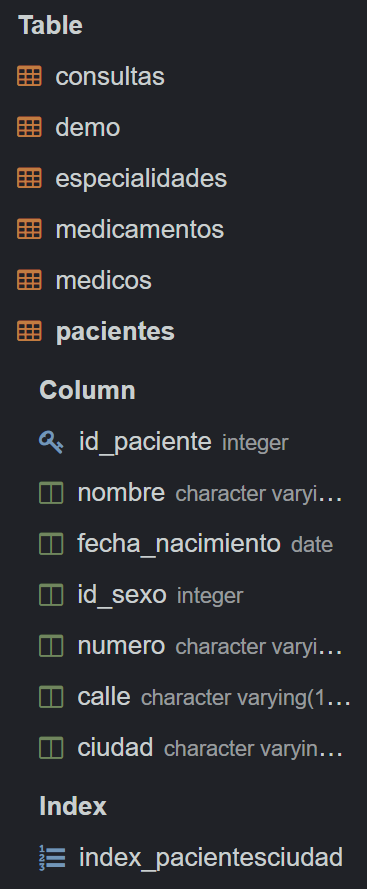 Table
consultas
demo
especialidades
medicamentos
medicos
pacientes
Column
id_paciente integer
nombre character varyi...
fecha_nacimiento date
id_sexo integer
numero character varyi...
calle character varying(1...
ciudad character varyin...
Index
index_pacientesciudad